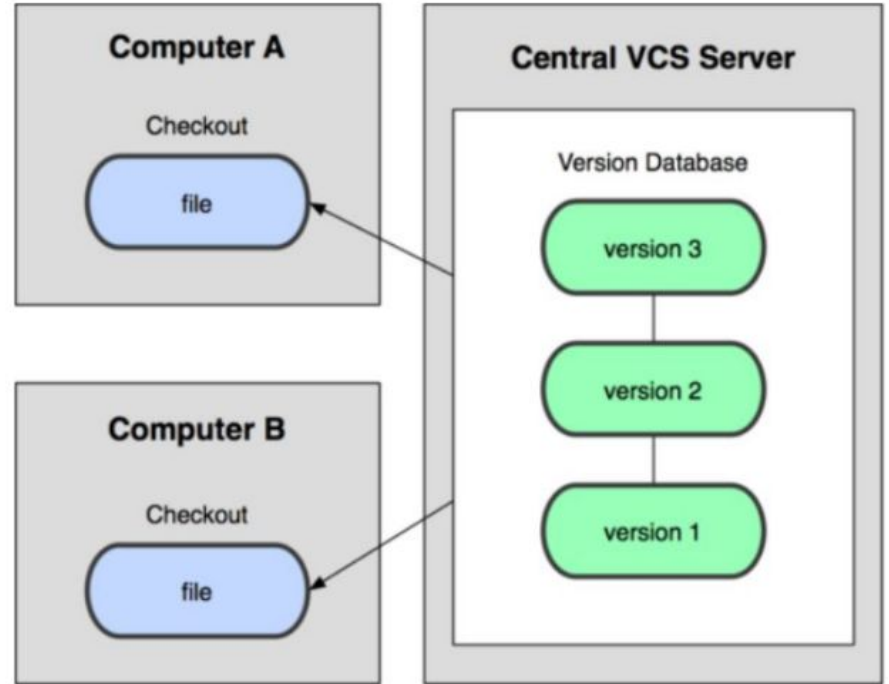 Computer A
Checkout
file
Computer B
Checkout
file
Central VCS Server
Version Database
version 3
version 2
version 1